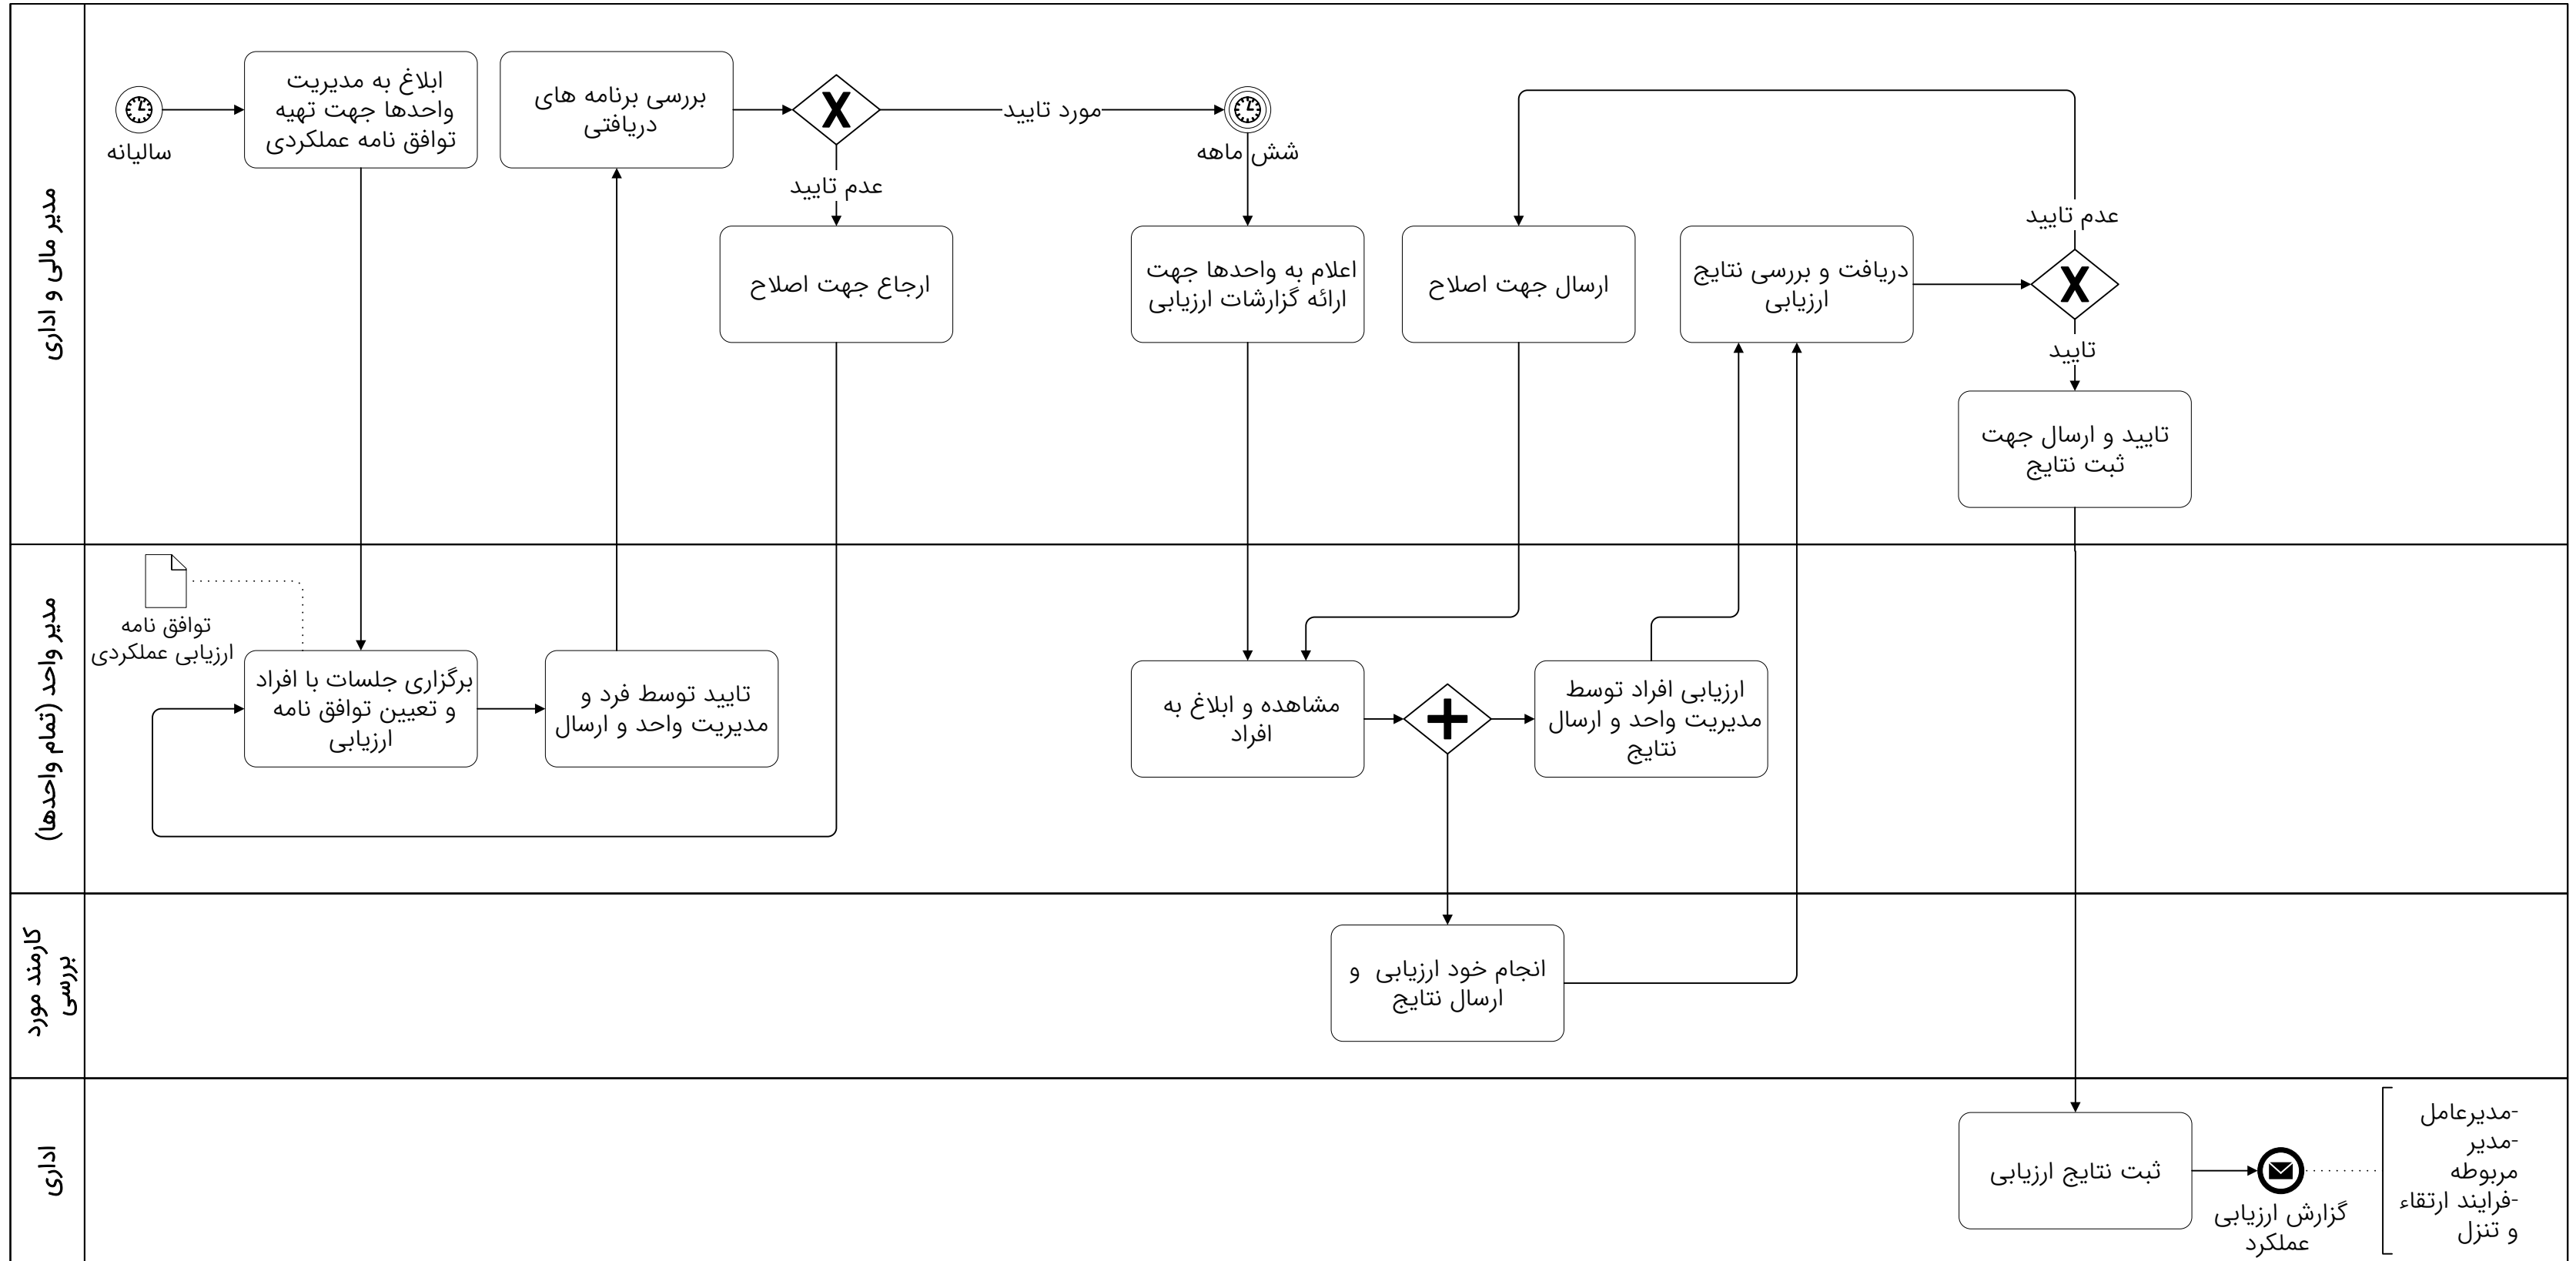 مدیر مالی و اداری
سالیانه
ابلاغ به مدیریت
واحدها جهت تهیه
توافق نامه عملکردی
بررسی برنامه های
دریافتی
مورد تایید
عدم تایید
ارجاع جهت اصلاح
شش ماهه
اعلام به واحدها جهت
ارائه گزارشات ارزیابی
ارسال جهت اصلاح
دریافت و بررسی نتایج
ارزیابی
عدم تایید
تایید
تایید و ارسال جهت
ثبت نتایج
مدیر واحد (تمام واحدها)
توافق نامه
ارزیابی عملکردی
برگزاری جلسات با افراد
و تعیین توافق نامه
ارزیابی
تایید توسط فرد و
مدیریت واحد و ارسال
مشاهده و ابلاغ به
افراد
ارزیابی افراد توسط
مدیریت واحد و ارسال
نتایج
کارمند مورد
بررسی
انجام خود ارزیابی و
ارسال نتایج
اداری
ثبت نتایج ارزیابی
گزارش ارزیابی
عملکرد
-مدیرعامل
-مدیر
مربوطه
-فرایند ارتقاء
و تنزل